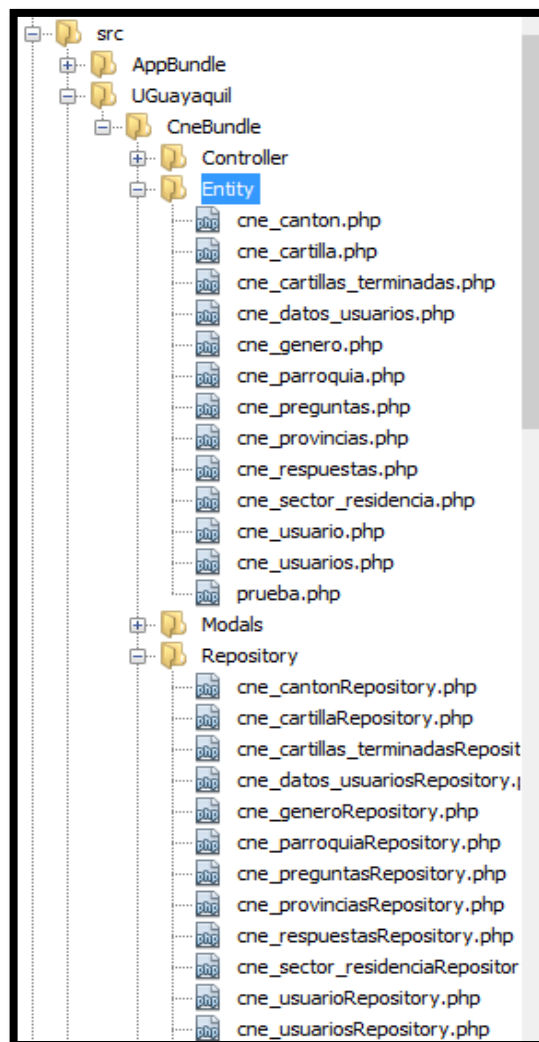 src
AppBundle
UGuayaquil
CneBundle
Controller
Entity
cne_canton.php
cne_cartilla.php
cne_cartillas_terminadas.php
cne_datos_usuarios.php
cne_genero.php
cne_parroquia.php
cne_preguntas.php
cne_provincias.php
cne_respuestas.php
cne_sector_residencia.php
cne_usuario.php
cne_usuarios.php
prueba.php
Modals
Repository
cne_cantonRepository.php
cne_cartillaRepository.php
cne_cartillas_terminadasReposit
cne_datos_usuariosRepository.p
cne_generoRepository.php
cne_parroquiaRepository.php
cne_preguntasRepository.php
cne_provinciasRepository.php
cne_respuestasRepository.php
cne_sector_residenciaRepositor
cne_usuarioRepository.php
cne_usuariosRepository.php